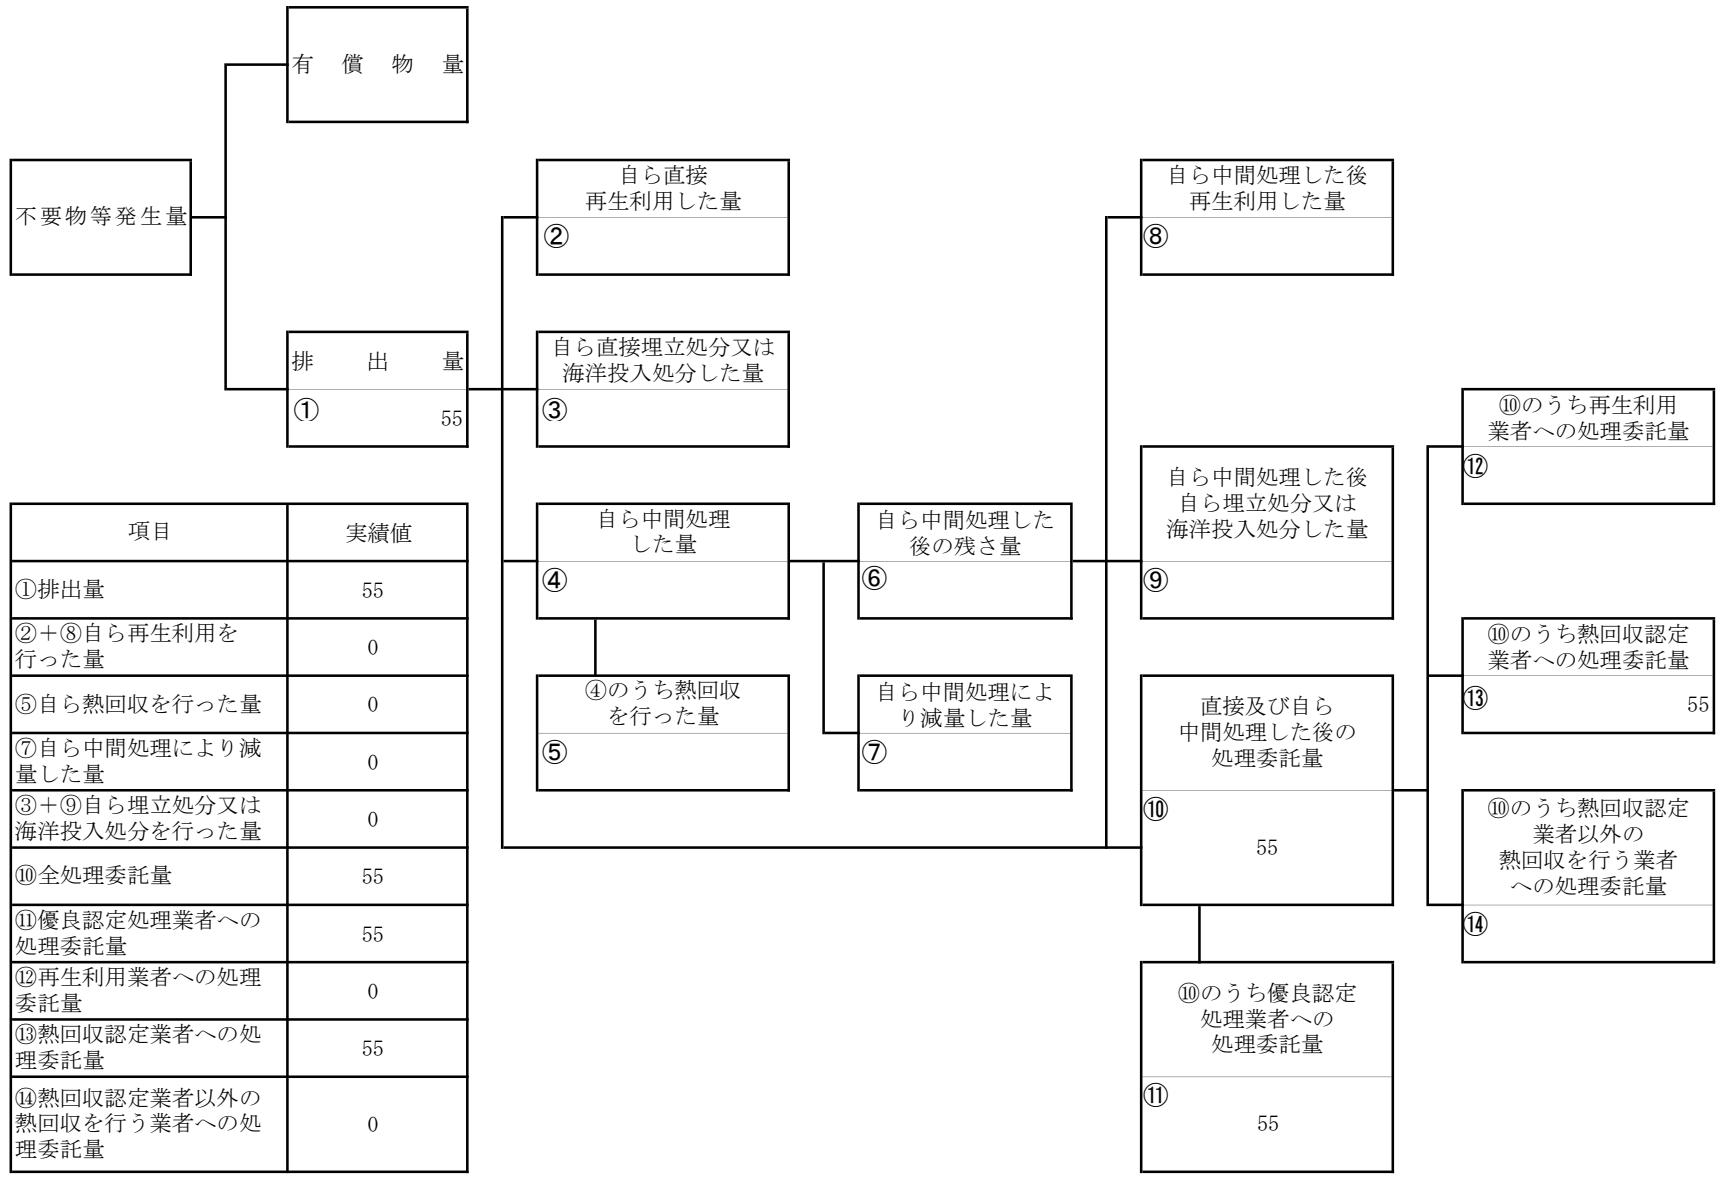 有償物量
不要物等発生量
排出量
①
55
自ら直接
再生利用した量
②
自ら直接埋立処分又は
海洋投入処分した量
③
自ら中間処理
した量
④
④のうち熱回収
を行った量
⑤
自ら中間処理した
後の残さ量
⑥
自ら中間処理によ
り減量した量
⑦
自ら中間処理した後
再生利用した量
⑧
自ら中間処理した後
自ら埋立処分又は
海洋投入処分した量
⑨
直接及び自ら
中間処理した後の
処理委託量
⑩
55
⑩のうち優良認定
処理業者への
処理委託量
⑪
55
⑩のうち再生利用
業者への処理委託量
⑫
⑩のうち熱回収認定
業者への処理委託量
⑬
55
⑩のうち熱回収認定
業者以外の
熱回収を行う業者
への処理委託量
⑭
項目 実績値
①排出量 55
②＋⑧自ら再生利用を
行った量
0
⑤自ら熱回収を行った量 0
⑦自ら中間処理により減
量した量
0
③＋⑨自ら埋立処分又は
海洋投入処分を行った量
0
⑩全処理委託量 55
⑪優良認定処理業者への
処理委託量
55
⑫再生利用業者への処理
委託量
0
⑬熱回収認定業者への処
理委託量
55
⑭熱回収認定業者以外の
熱回収を行う業者への処
理委託量
0